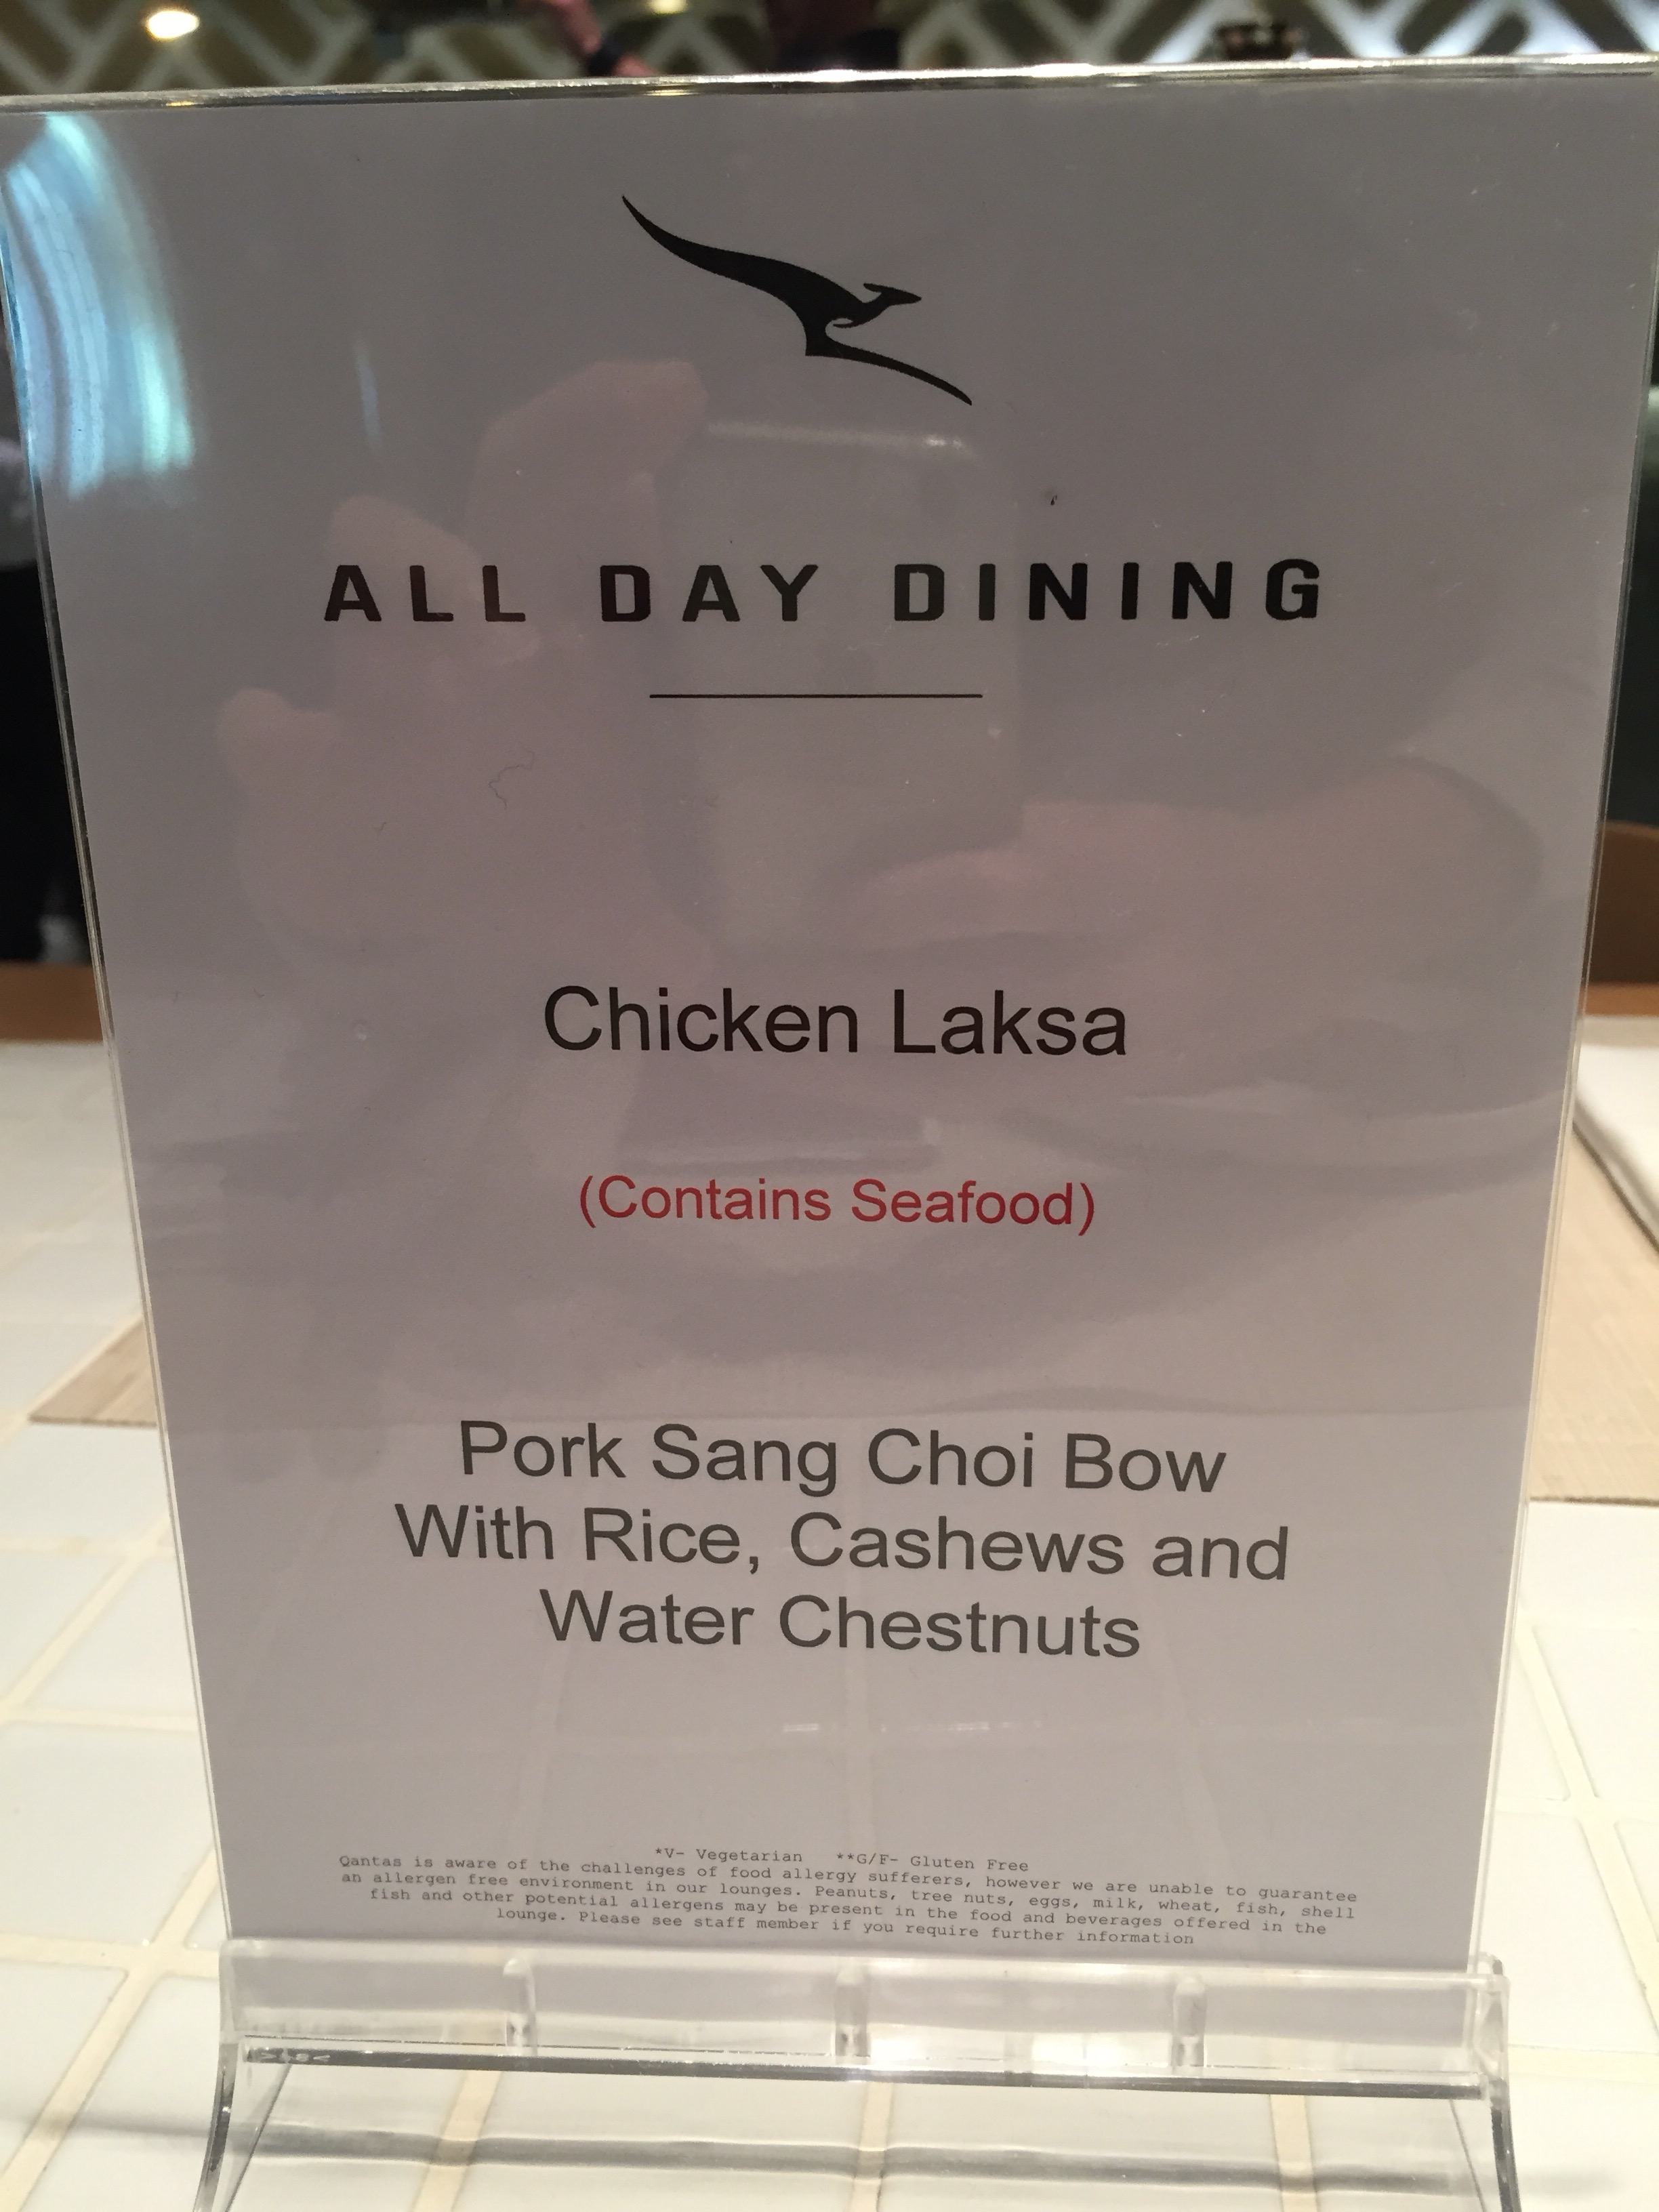 ALL DAY DINING
Chicken Laksa
(Contains Seafood)
Pork Sang Choi Bow
With Rice, Cashews and
Water Chestnuts
*V- Vegetarian **G/F- Gluten Free
Qantas is aware of the challenges of food allergy sufferers, however we are unable to guarantee
an allergen free environment in our lounges. Peanuts, tree nuts, eggs, milk, wheat, fish, shell
fish and other potential allergens may be present in the food and beverages offered in the
lounge. Please see staff member if you require further information